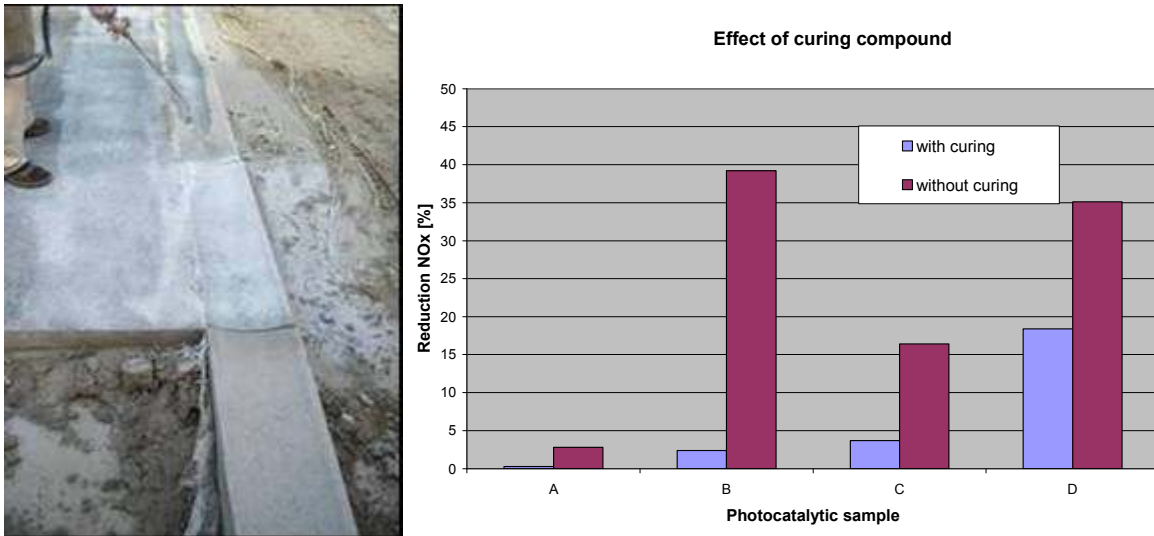 Effect of curing compound
50
45
40
35
30
25
20
15
10
5
0
Reduction NOx [%]
with curing
without curing
A B C D
Photocatalytic sample